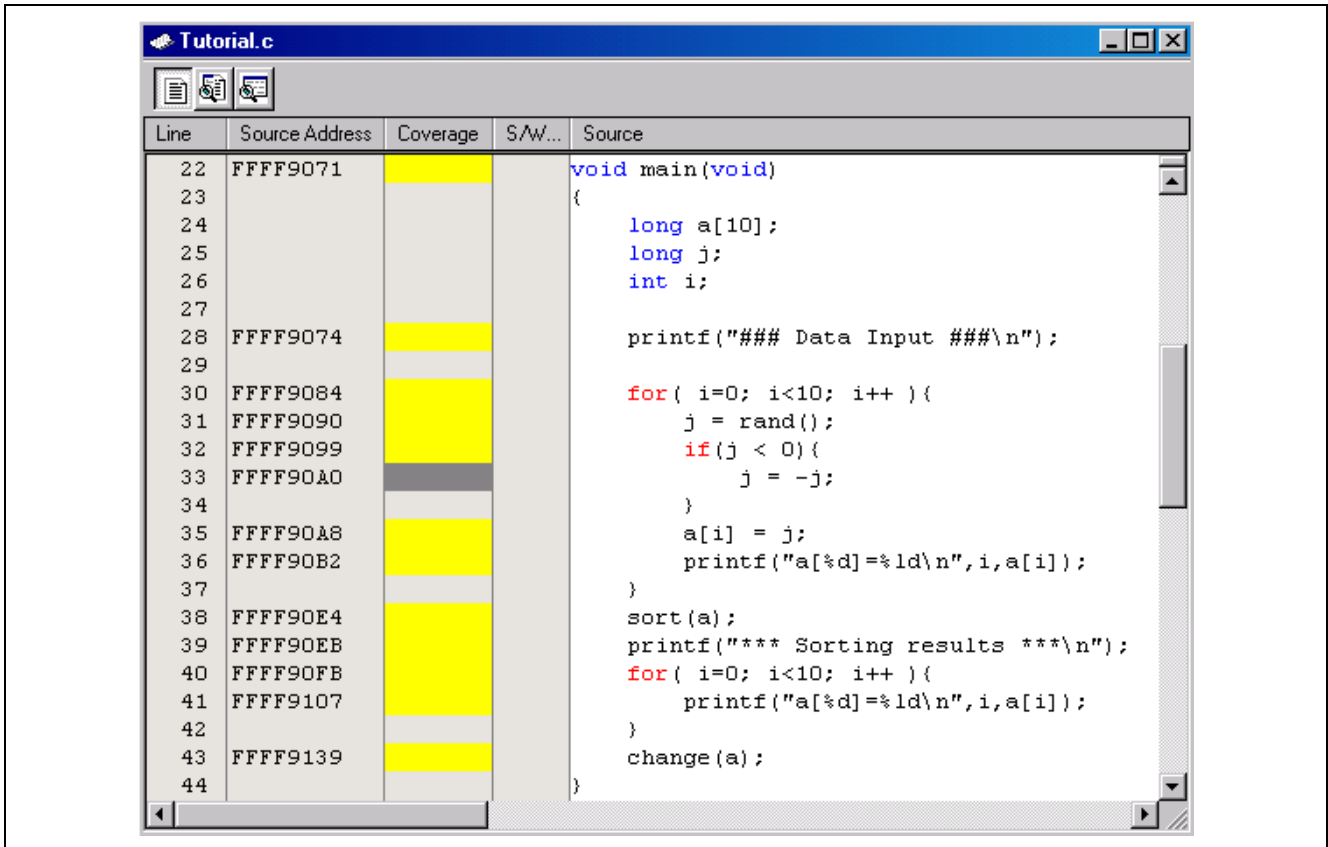 Tutorial.c
Line Source Address Coverage S/W... Source
22 FFFF9071 void main(void)
23 {
24 long a[10];
25 long j;
26 int i;
27
28 FFFF9074 printf("### Data Input ###\n");
29
30 FFFF9084 for( i=0; i<10; i++ ){
31 FFFF9090 j = rand();
32 FFFF9099 if(j < 0){
33 FFFF90A0 j = -j;
34 }
35 FFFF90A8 a[i] = j;
36 FFFF90B2 printf("a[%d]=%ld\n",i,a[i]);
37 }
38 FFFF90E4 sort(a);
39 FFFF90EB printf("*** Sorting results ***\n");
40 FFFF90FB for( i=0; i<10; i++ ){
41 FFFF9107 printf("a[%d]=%ld\n",i,a[i]);
42 }
43 FFFF9139 change(a);
44 }